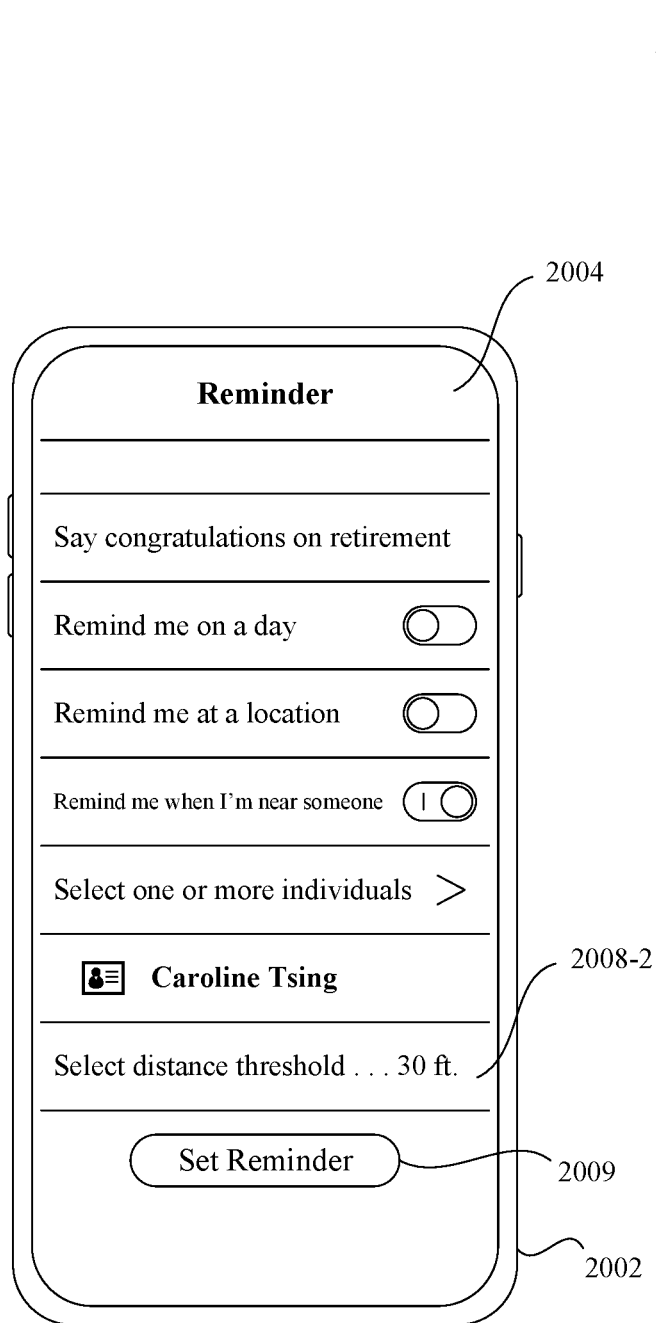 2004
Reminder
Say congratulations on retirement
Remind me on a day
Remind me at a location
Remind me when I'm near someone
Select one or more individuals >
Caroline Tsing
2008-2
Select distance threshold . . . 30 ft.
Set Reminder
2009
2002